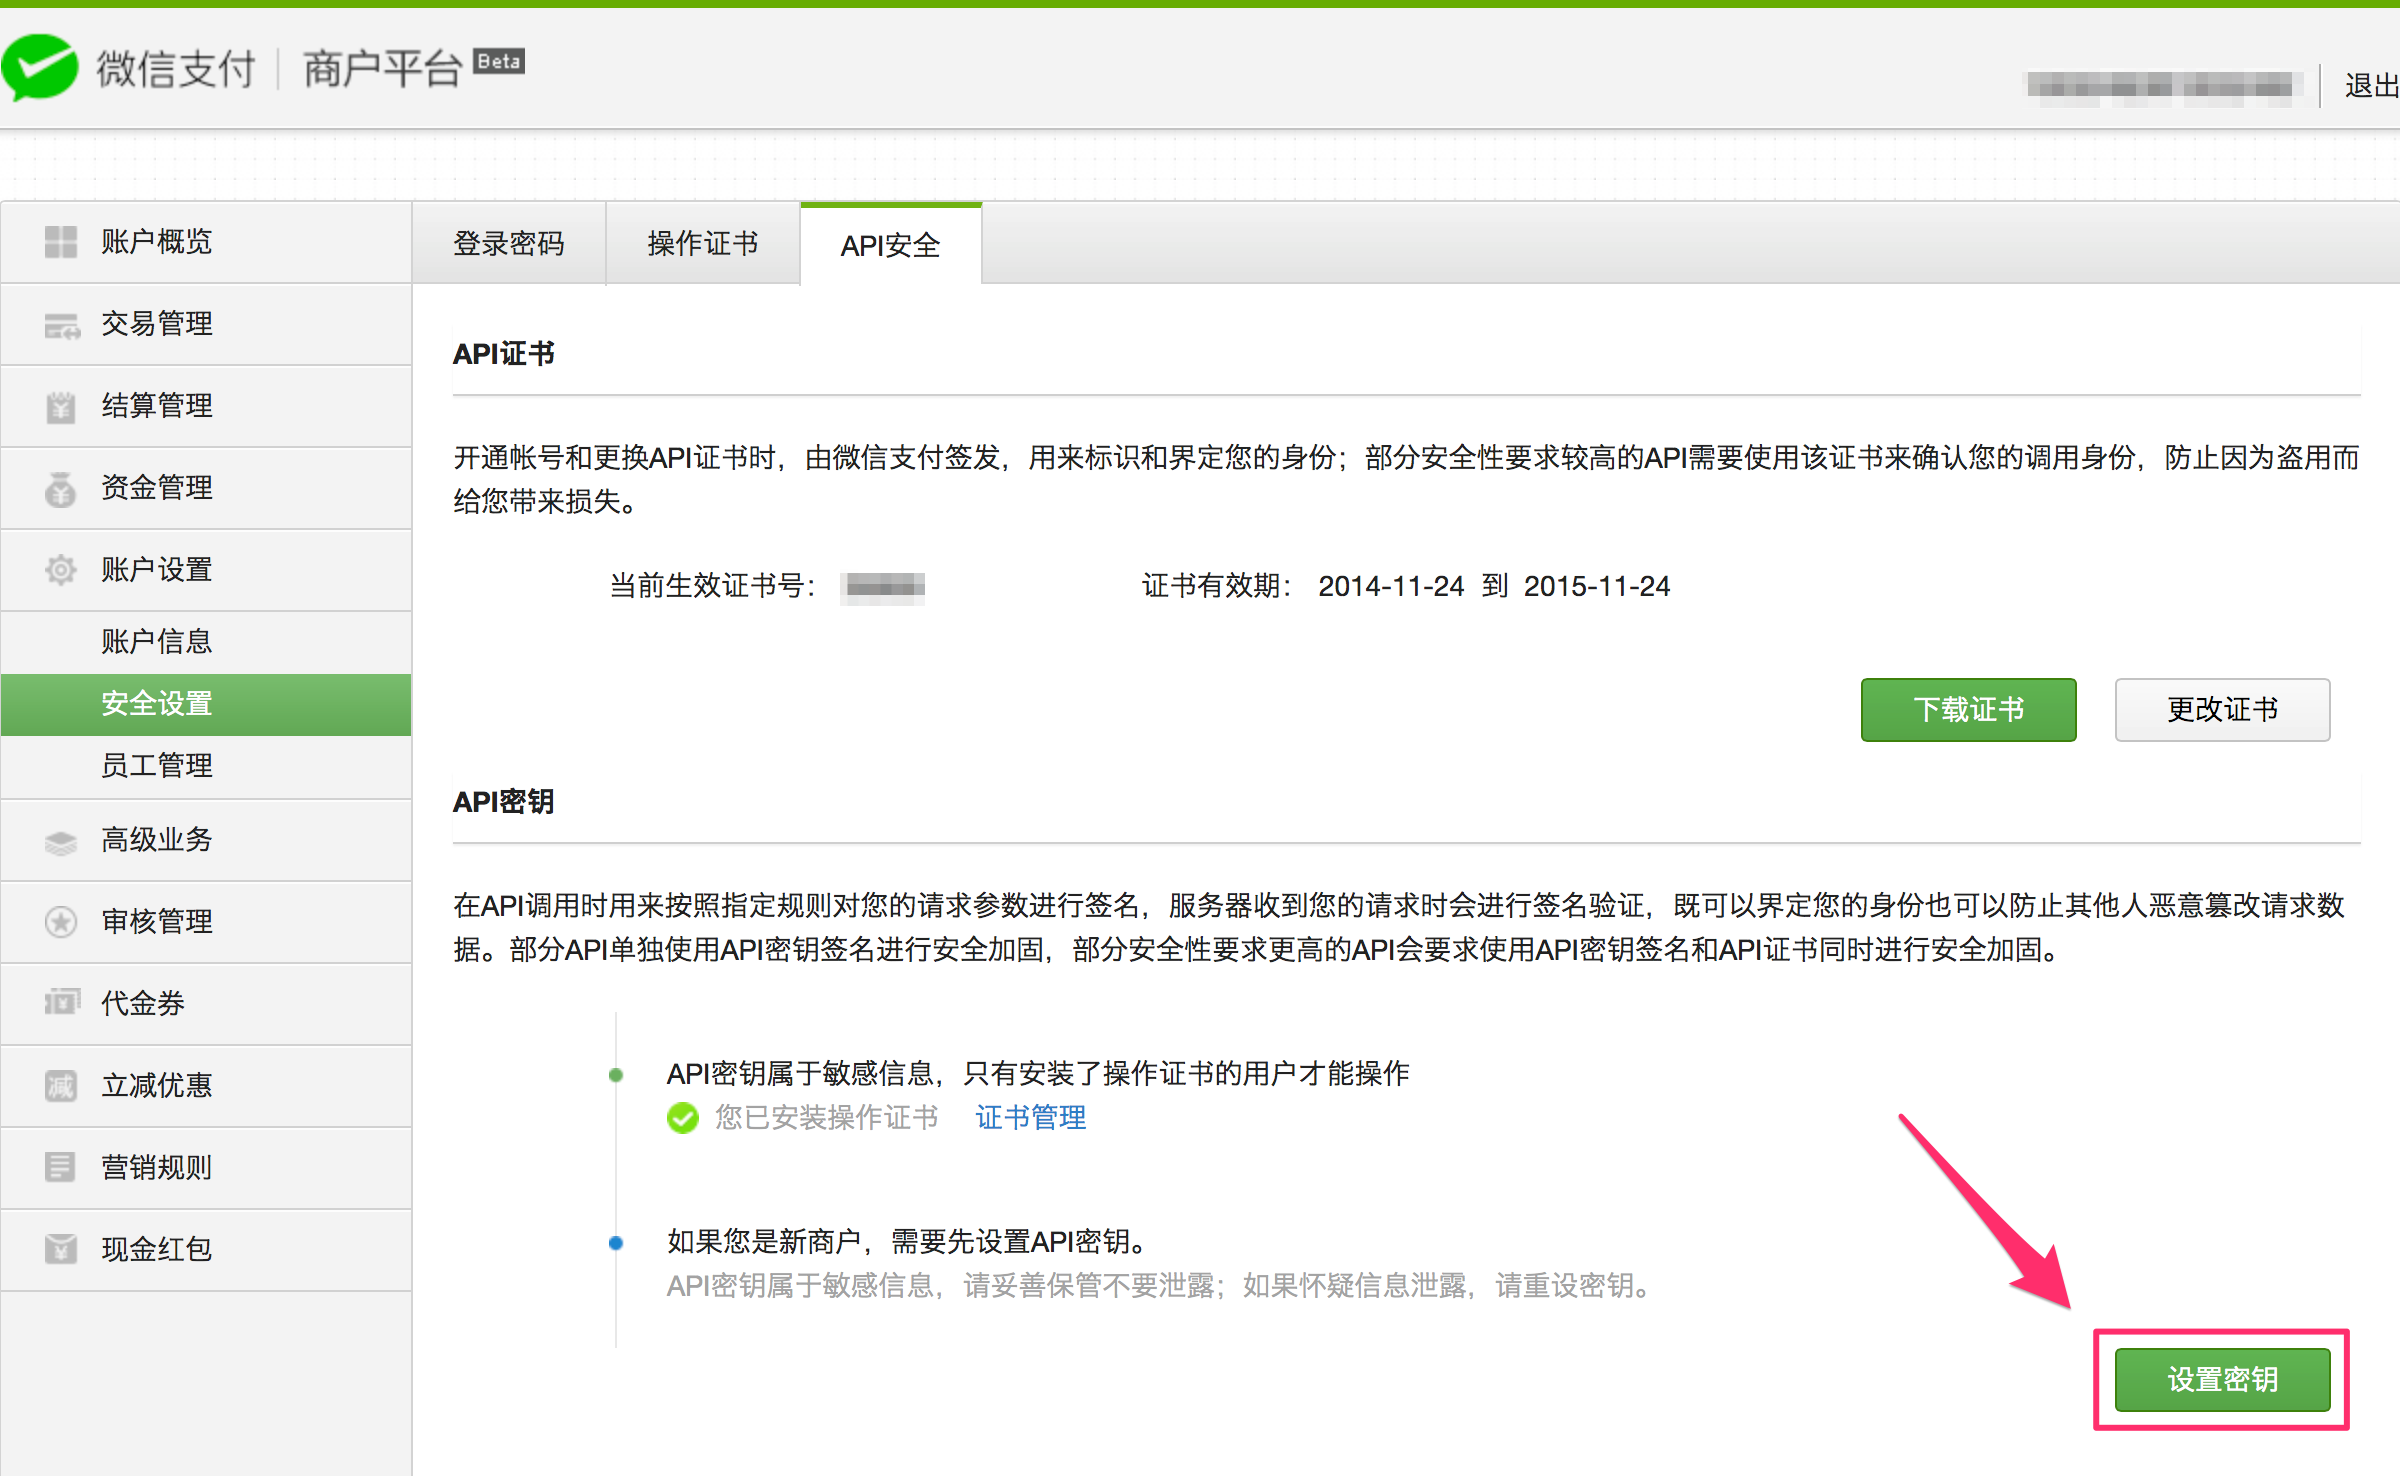 微信支付 商户平台 Beta
退出
账户概览
交易管理
结算管理
资金管理
账户设置
账户信息
安全设置
员工管理
高级业务
审核管理
代金券
减 立减优惠
营销规则
现金红包
登录密码 操作证书 API安全
API证书
开通帐号和更换API证书时，由微信支付签发，用来标识和界定您的身份；部分安全性要求较高的API需要使用该证书来确认您的调用身份，防止因为盗用而
给您带来损失。
当前生效证书号： 证书有效期： 2014-11-24 到 2015-11-24
下载证书 更改证书
API密钥
在API调用时用来按照指定规则对您的请求参数进行签名，服务器收到您的请求时会进行签名验证，既可以界定您的身份也可以防止其他人恶意篡改请求数
据。部分API单独使用API密钥签名进行安全加固，部分安全性要求更高的API会要求使用API密钥签名和API证书同时进行安全加固。
API密钥属于敏感信息，只有安装了操作证书的用户才能操作
您已安装操作证书 证书管理
如果您是新商户，需要先设置API密钥。
API密钥属于敏感信息，请妥善保管不要泄露；如果怀疑信息泄露，请重设密钥。
设置密钥